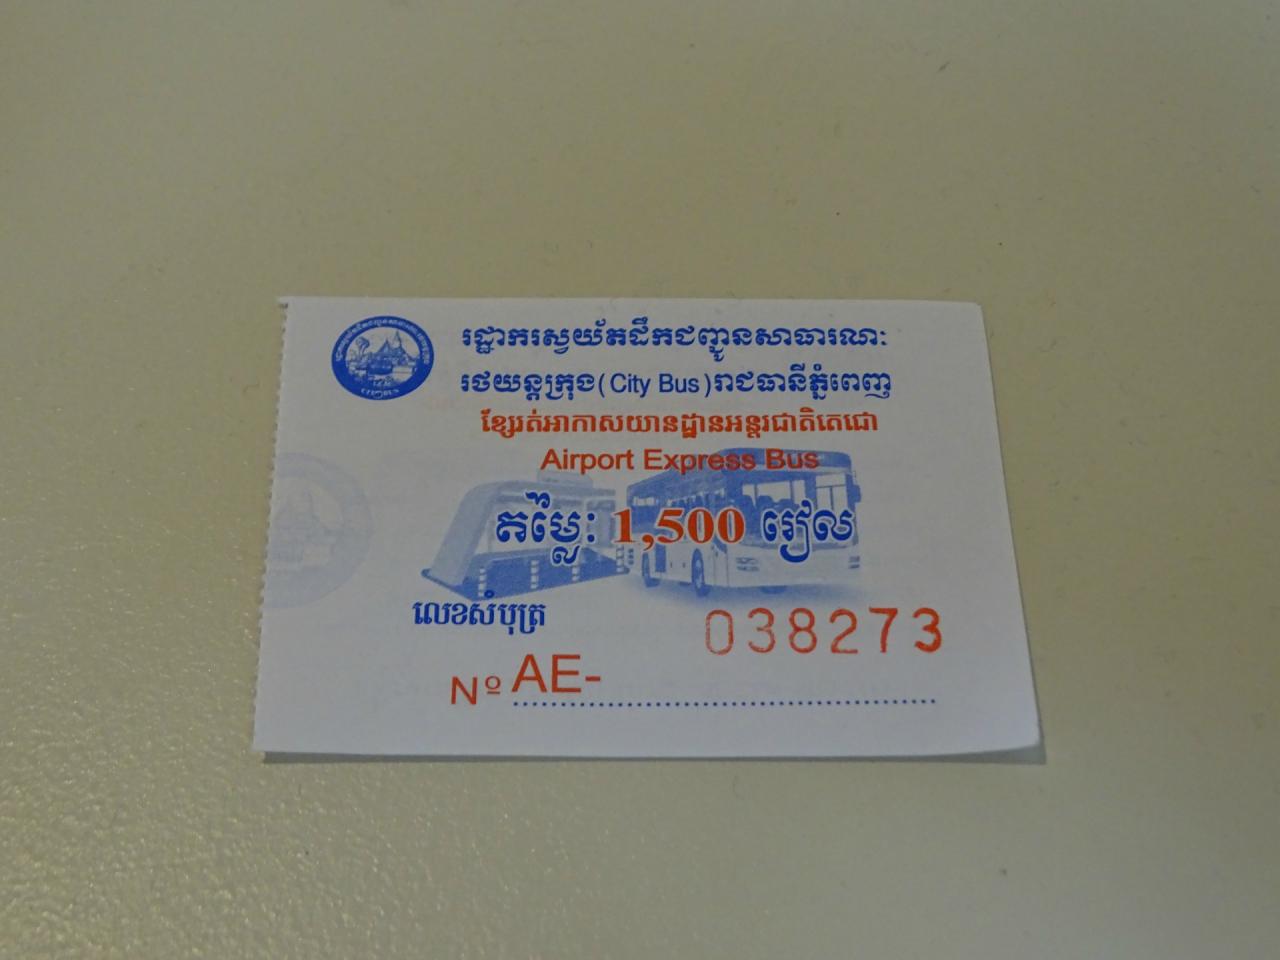 រដ្ឋាករស្វយ័តដឹកជញ្ជូនសាធារណៈ
រថយន្តក្រុង(City Bus)រាជធានីភ្នំពេញ
ខ្សែរត់អាកាសយានដ្ឋានអន្តរជាតិតេជោ
Airport Express Bus
តម្លៃ: 1,500 រៀល
លេខសំបុត្រ
038273
Nº AE-